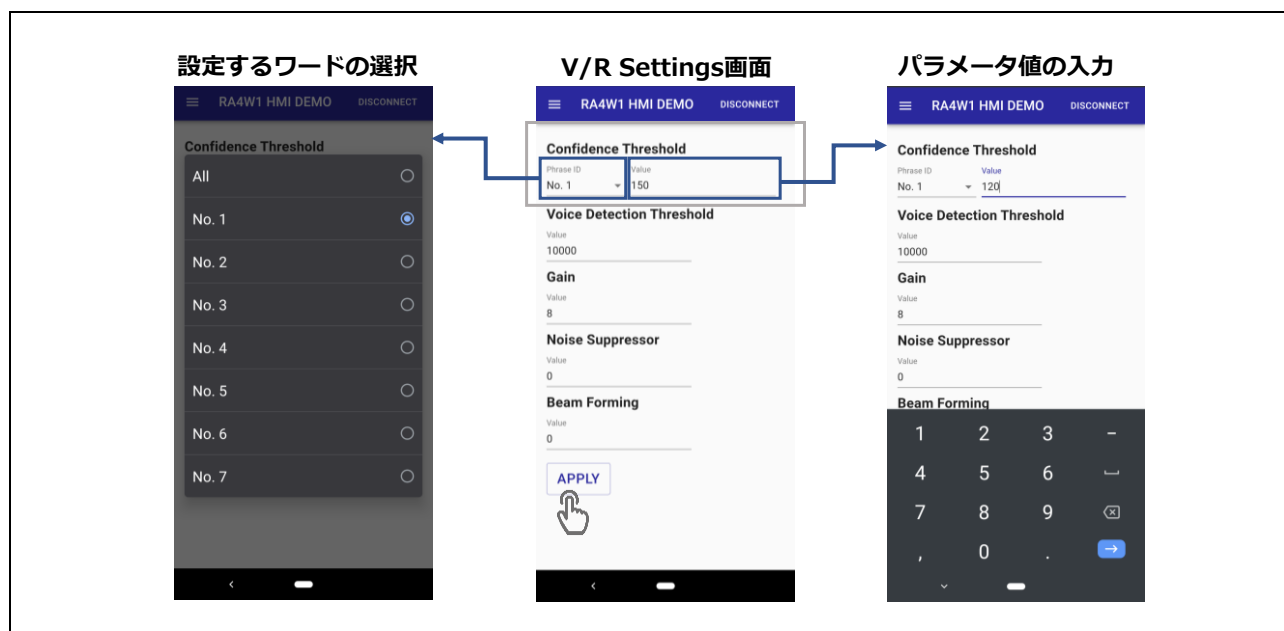 設定するワードの選択
RA4W1 HMI DEMO DISCONNECT
Confidence Threshold
All
No. 1
No. 2
No. 3
No. 4
No. 5
No. 6
No. 7
V/R Settings画面
RA4W1 HMI DEMO DISCONNECT
Confidence Threshold
Phrase ID Value
No. 1 150
Voice Detection Threshold
Value
10000
Gain
Value
8
Noise Suppressor
Value
0
Beam Forming
Value
0
APPLY
パラメータ値の入力
RA4W1 HMI DEMO DISCONNECT
Confidence Threshold
Phrase ID Value
No. 1 120
Voice Detection Threshold
Value
10000
Gain
Value
8
Noise Suppressor
Value
0
Beam Forming
1 2 3 -
4 5 6
7 8 9
, 0 .